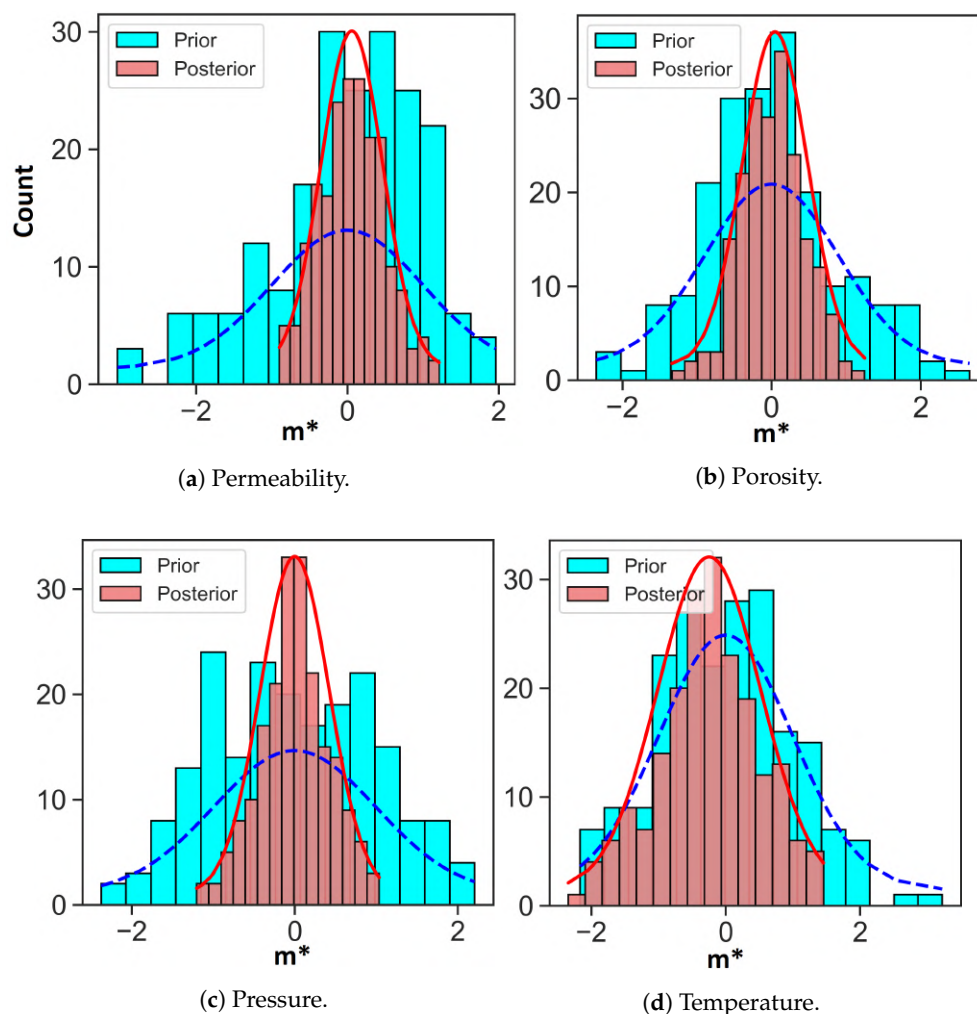 30
20
10
0
Count
Prior
Posterior
−2 0 2
m*
(a) Permeability.
30
20
10
0
Prior
Posterior
−2 0 2
m*
(b) Porosity.
30
20
10
0
Prior
Posterior
−2 0 2
m*
(c) Pressure.
30
20
10
0
Prior
Posterior
−2 0 2
m*
(d) Temperature.